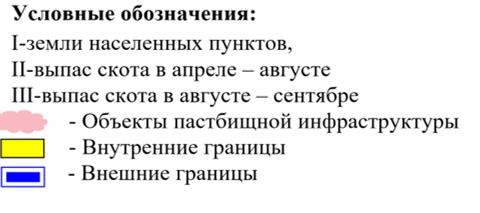 Условные обозначения:
I-земли населенных пунктов,
II-выпас скота в апреле – августе
III-выпас скота в августе – сентябре
- Объекты пастбищной инфраструктуры
- Внутренние границы
- Внешние границы